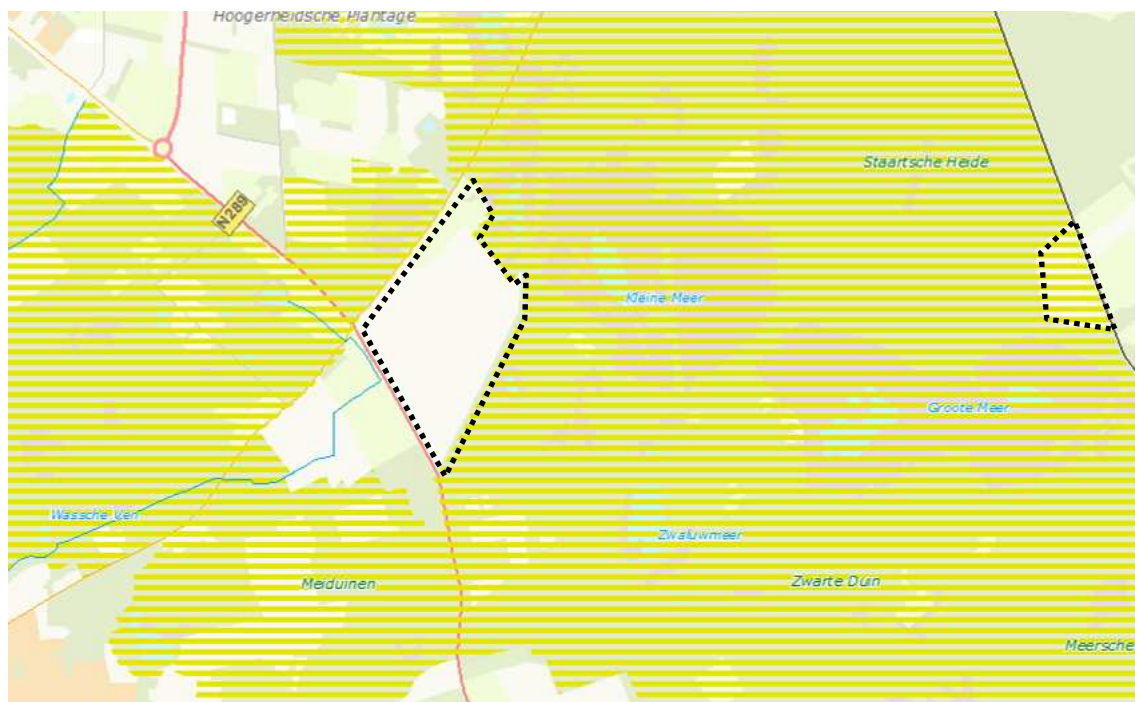 Hoogerheidsche Plantage
Staartsche Heide
N289
Kleine Meer
Groote Meer
Wassche Ven
Zwaluwmeer
Meiduinen
Zwarte Duin
Meersche